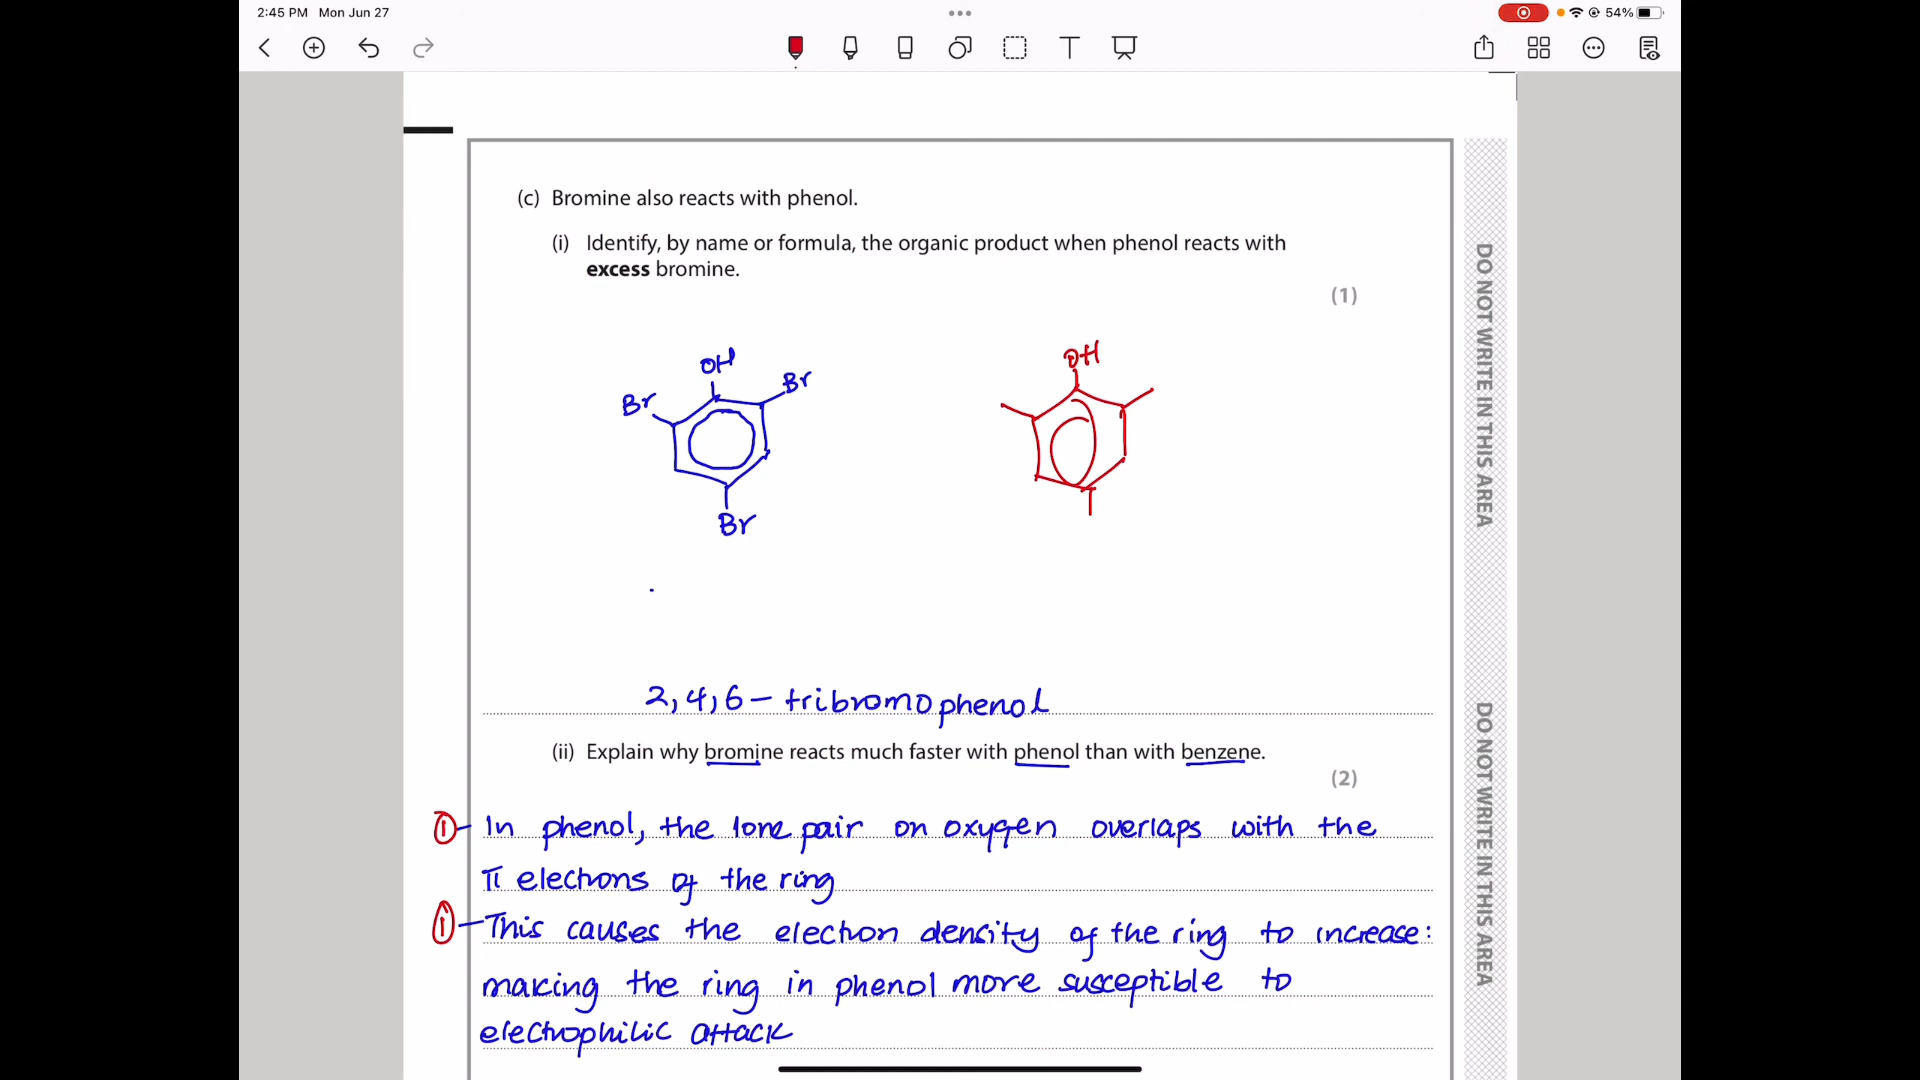 2:45 PM Mon Jun 27
54%
(c) Bromine also reacts with phenol.
(i) Identify, by name or formula, the organic product when phenol reacts with
excess bromine.
(1)
OH
Br
Br
Br
OH
2,4,6 - tribromophenol
(ii) Explain why bromine reacts much faster with phenol than with benzene.
(2)
① - In phenol, the lone pair on oxygen overlaps with the
π electrons of the ring
① - This causes the electron density of the ring to increase:
making the ring in phenol more susceptible to
electrophilic attack
DO NOT WRITE IN THIS AREA
DO NOT WRITE IN THIS AREA